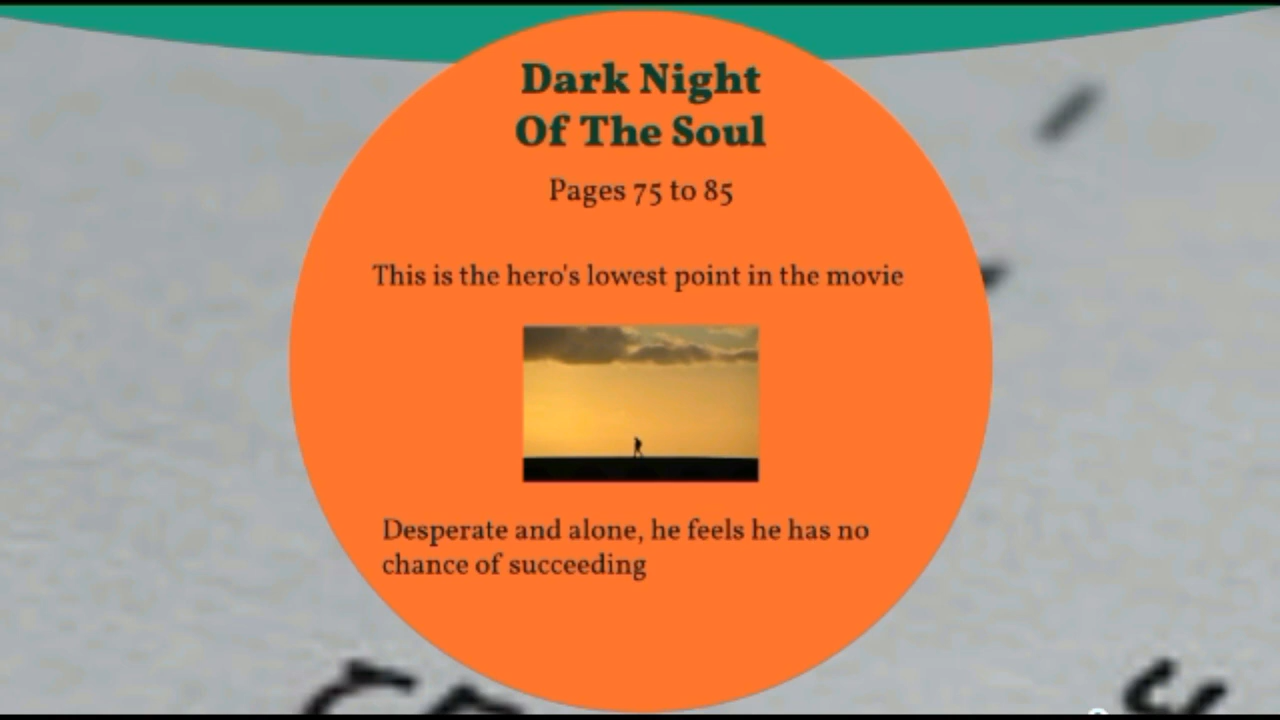 Dark Night
Of The Soul
Pages 75 to 85
This is the hero's lowest point in the movie
Desperate and alone, he feels he has no
chance of succeeding